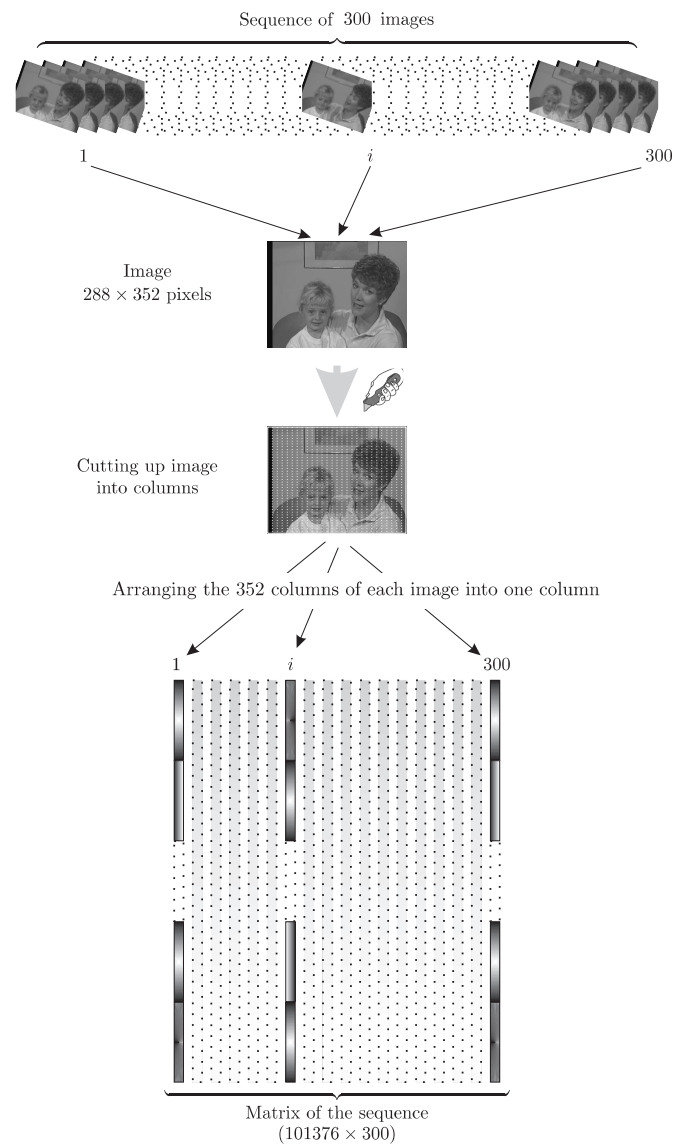 Sequence of 300 images
1
i
300
Image
288 × 352 pixels
Cutting up image
into columns
Arranging the 352 columns of each image into one column
1
i
300
Matrix of the sequence
(101376 × 300)